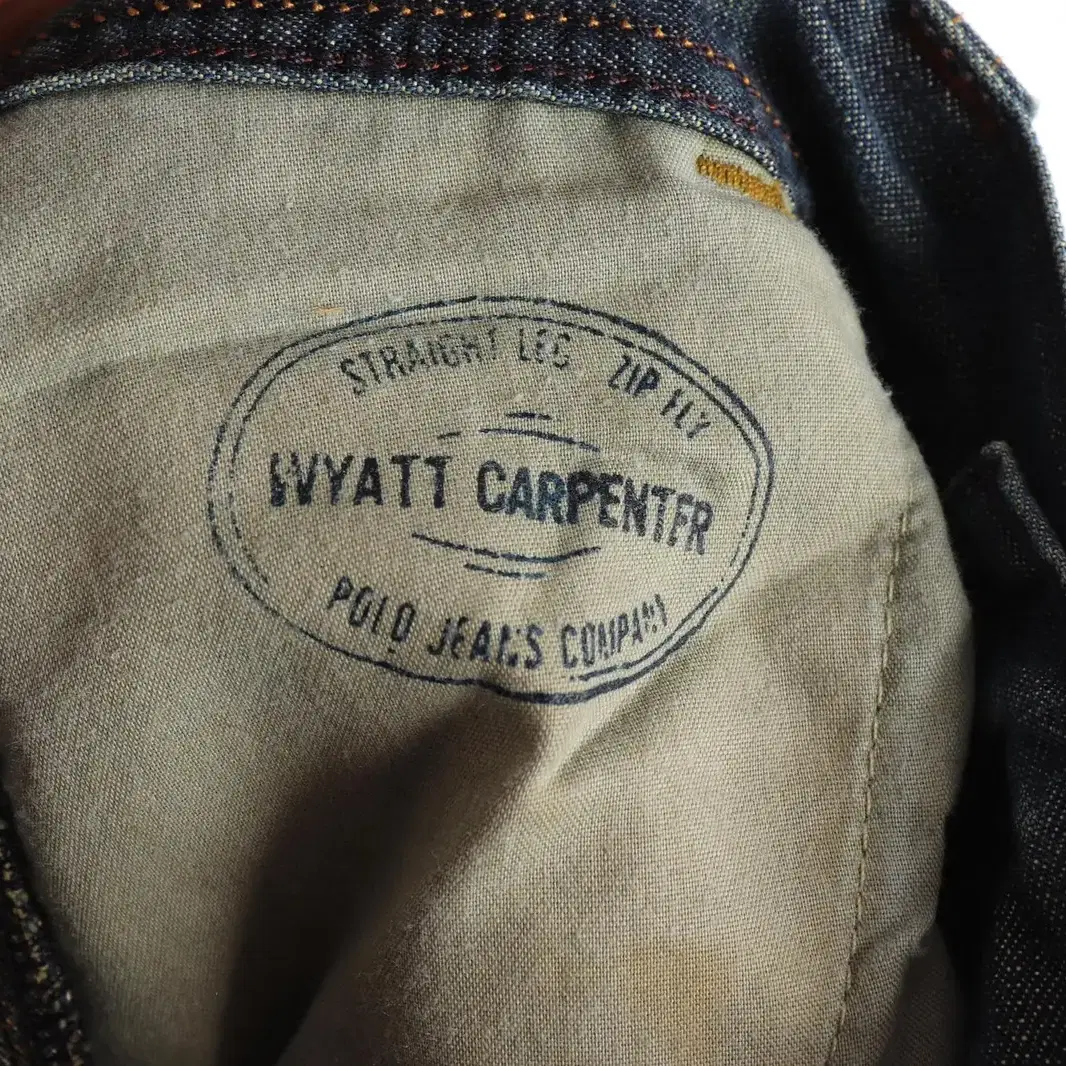 STRAIGHT LEG ZIP FLY
WYATT CARPENTER
POLO JEANS COMPANY